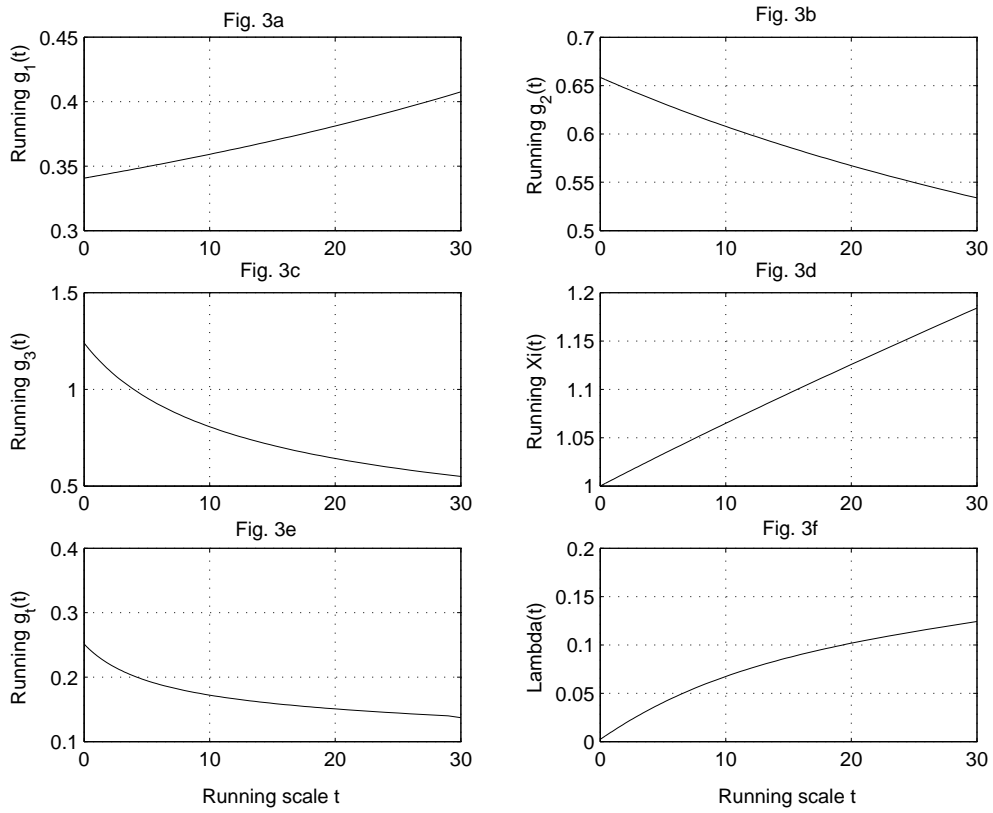 Fig. 3a
Running g1(t)
0.45
0.4
0.35
0.3
0 10 20 30
Fig. 3b
Running g2(t)
0.7
0.65
0.6
0.55
0.5
0 10 20 30
Fig. 3c
Running g3(t)
1.5
1
0.5
0 10 20 30
Fig. 3d
Running Xi(t)
1.2
1.15
1.1
1.05
1
0 10 20 30
Fig. 3e
Running gt(t)
0.4
0.3
0.2
0.1
0 10 20 30
Running scale t
Fig. 3f
Lambda(t)
0.2
0.15
0.1
0.05
0
0 10 20 30
Running scale t